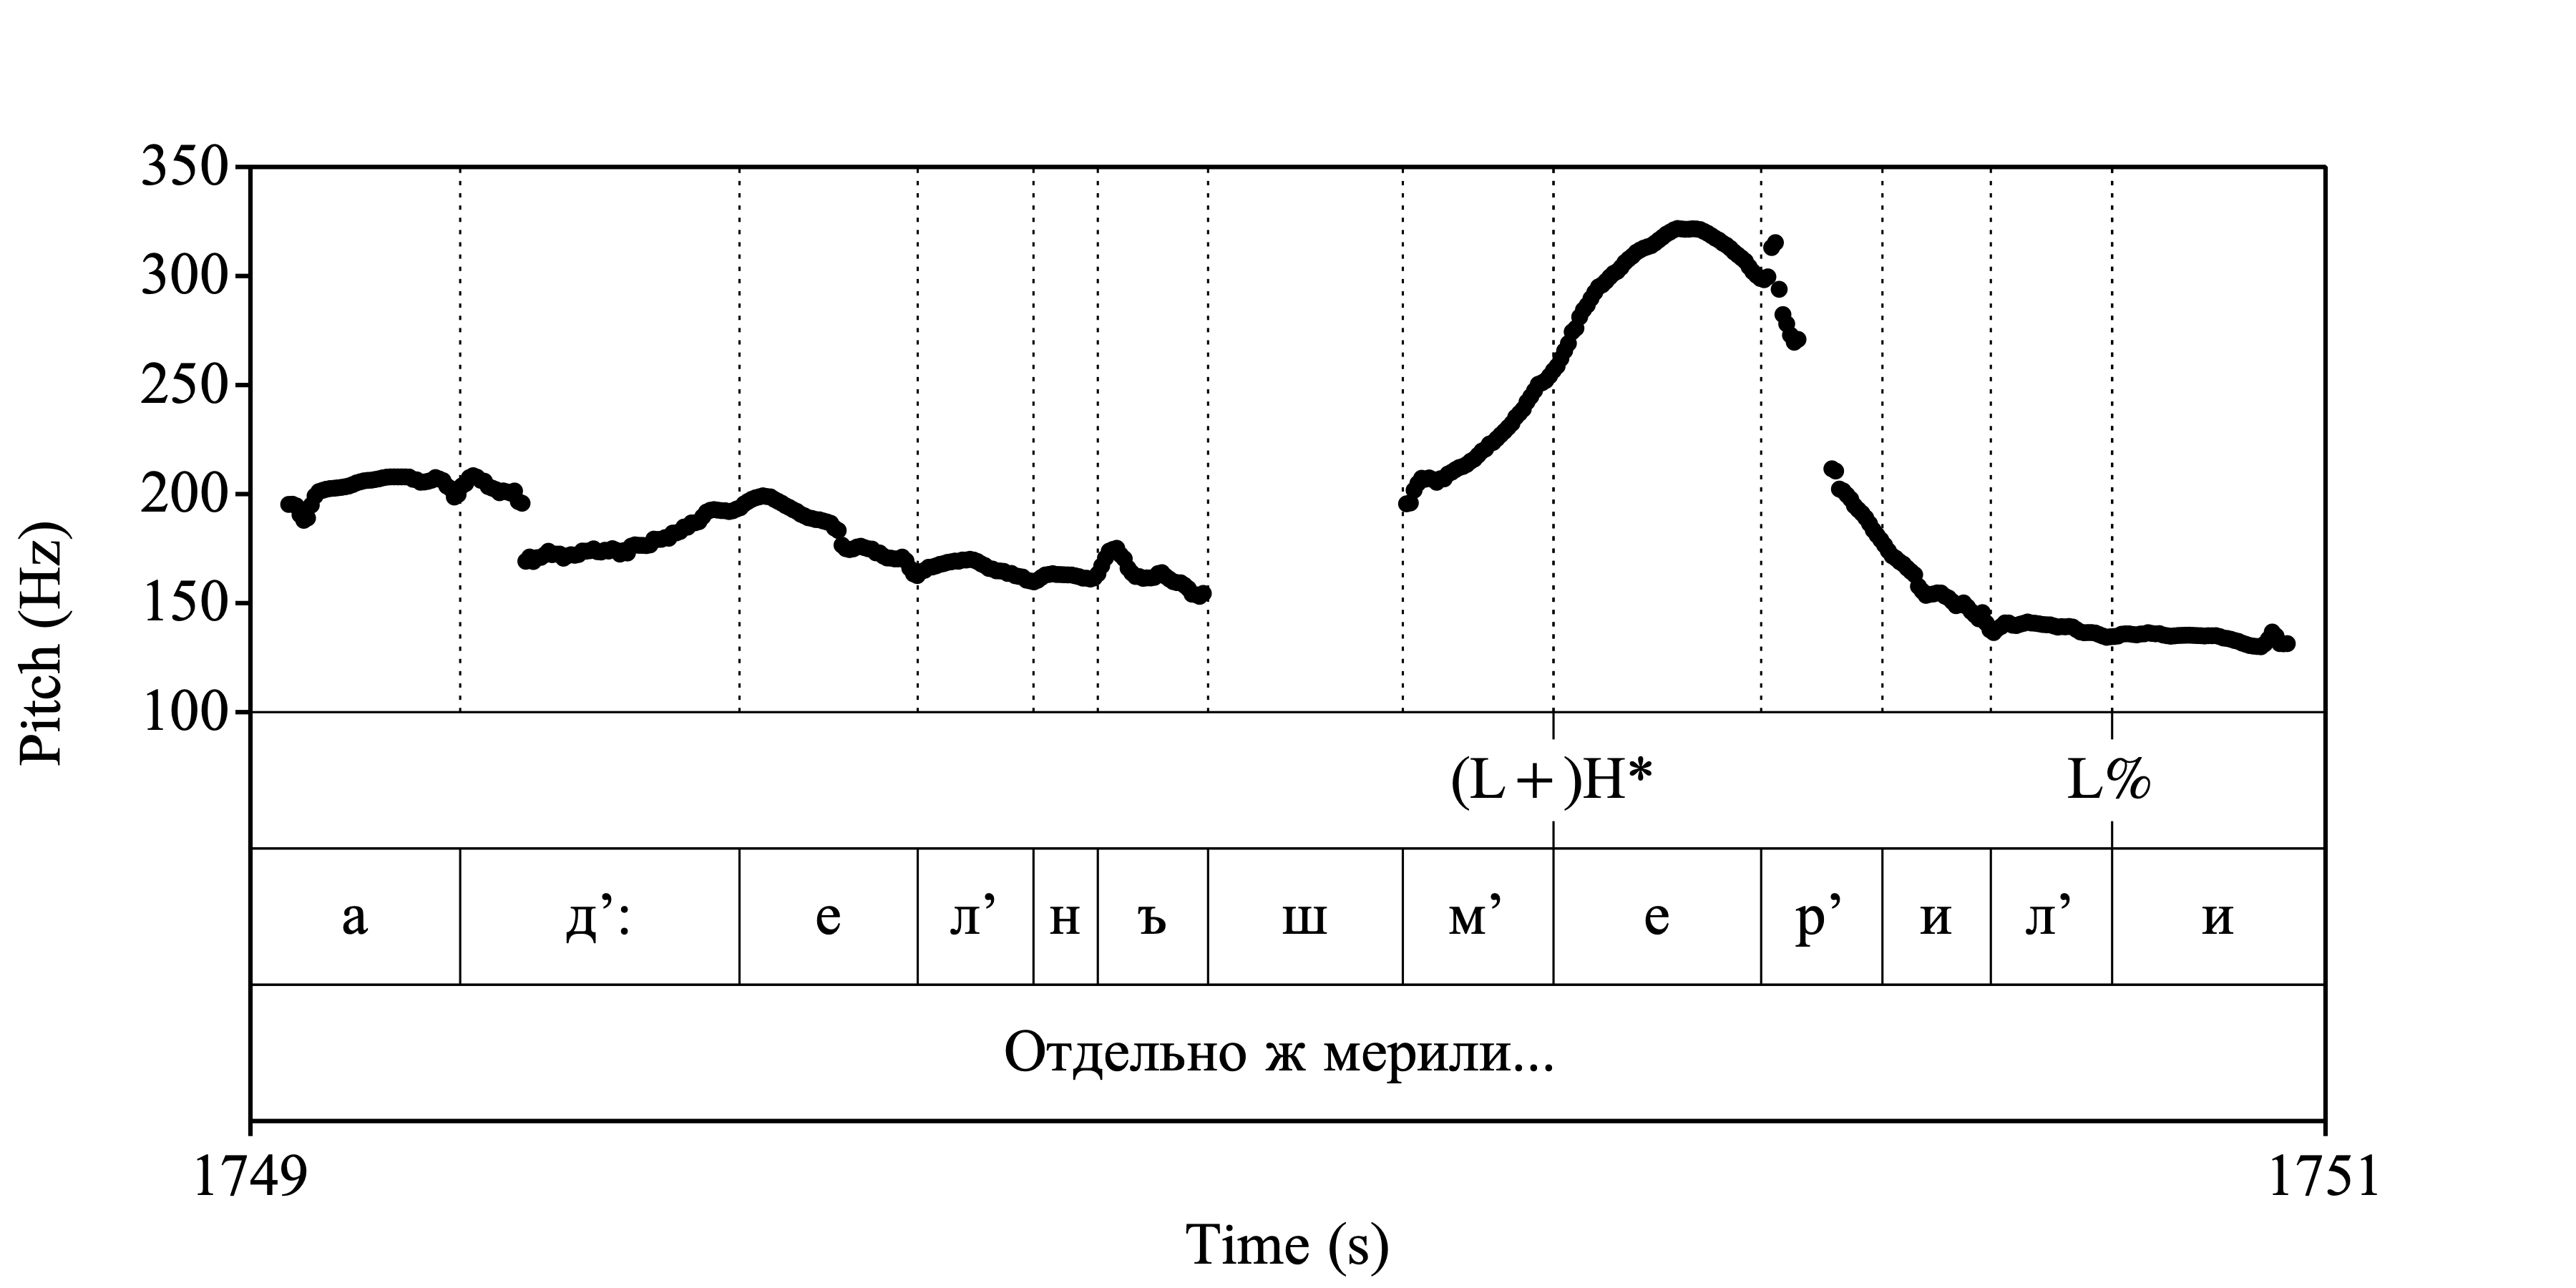 350
300
250
200
150
100
Pitch (Hz)
(L+)H* L%
а д’: е л’ н ъ ш м’ е р’ и л’ и
Отдельно ж мерили...
1749 1751
Time (s)